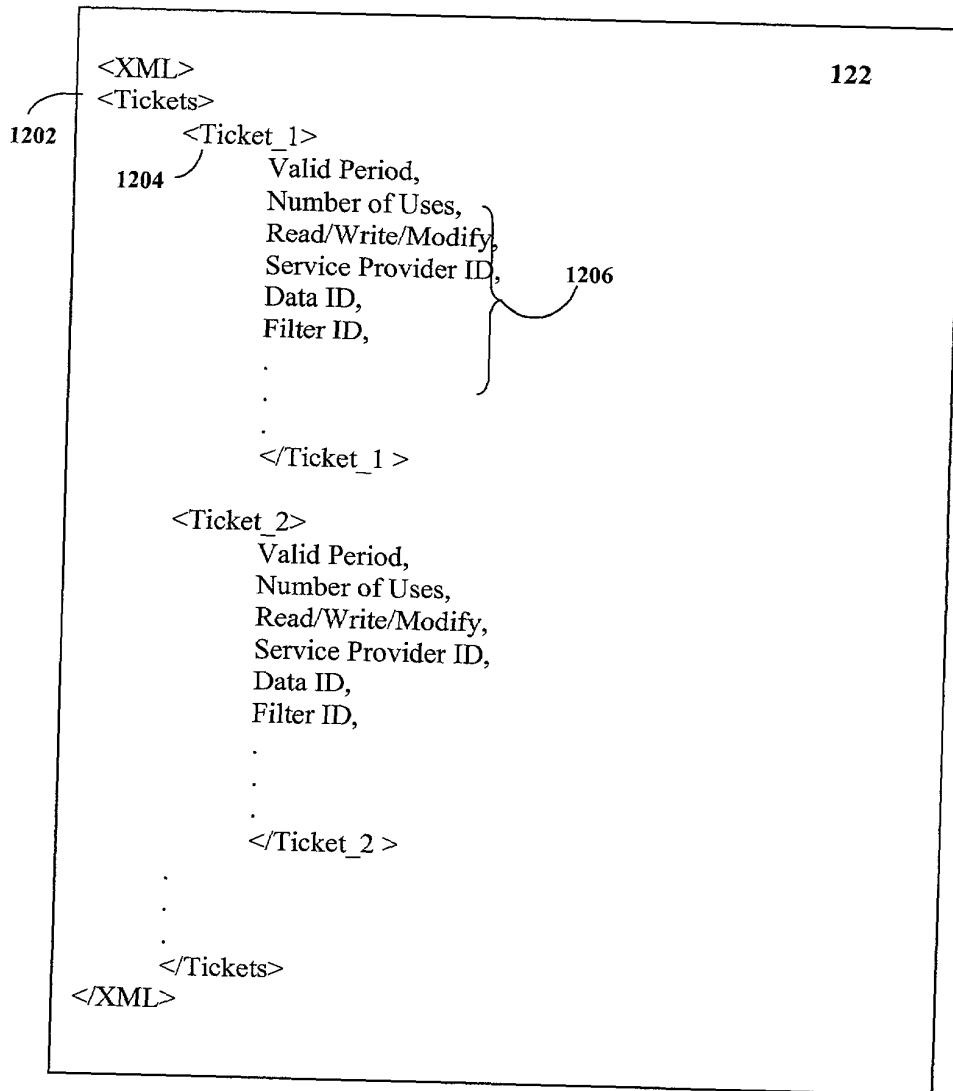 <XML> 122
<Tickets>
1202
<Ticket_1>
1204
Valid Period,
Number of Uses,
Read/Write/Modify,
Service Provider ID, 1206
Data ID,
Filter ID,
.
.
.
</Ticket_1 >
<Ticket_2>
Valid Period,
Number of Uses,
Read/Write/Modify,
Service Provider ID,
Data ID,
Filter ID,
.
.
.
</Ticket_2 >
.
.
.
</Tickets>
</XML>